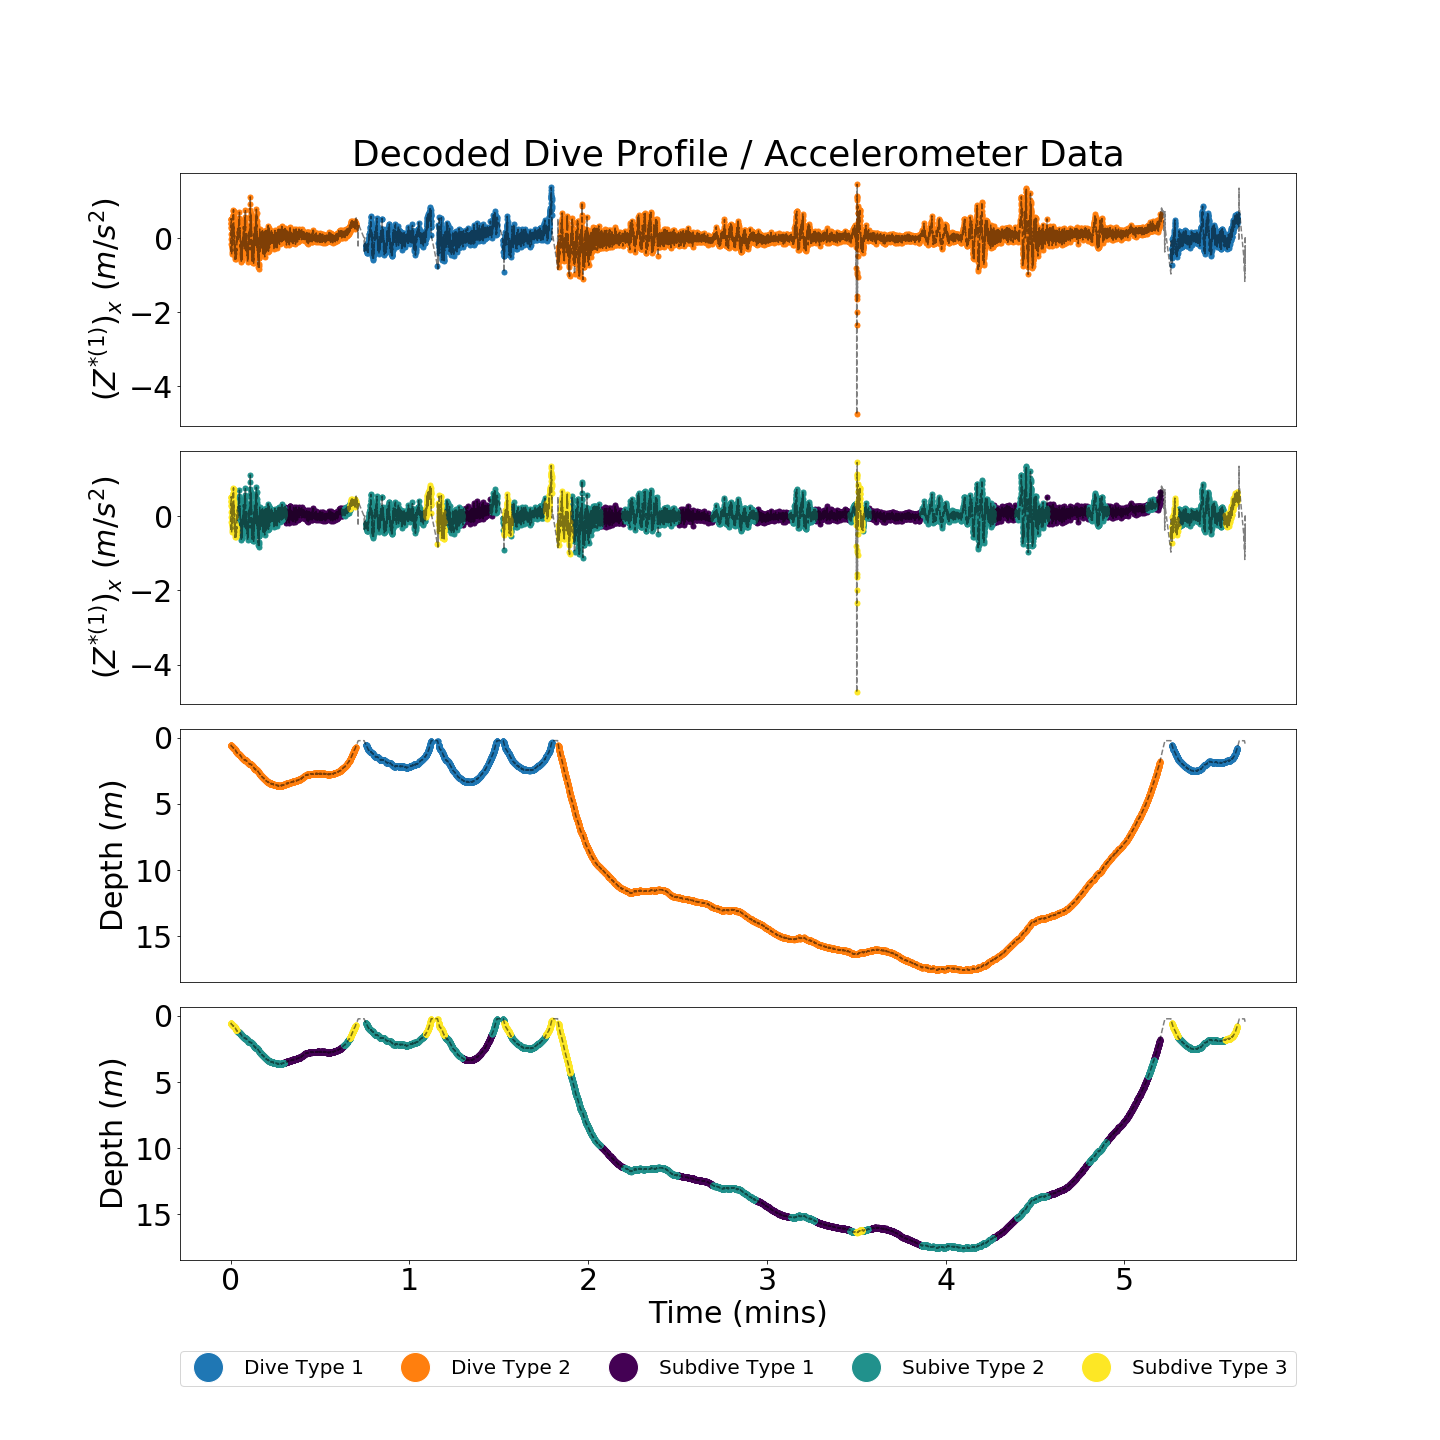 Decoded Dive Profile / Accelerometer Data
(Z*(1))x (m/s2)
0
−2
−4
(Z*(1))x (m/s2)
0
−2
−4
Depth (m)
0
5
10
15
Depth (m)
0
5
10
15
0 1 2 3 4 5
Time (mins)
Dive Type 1 Dive Type 2 Subdive Type 1 Subive Type 2 Subdive Type 3